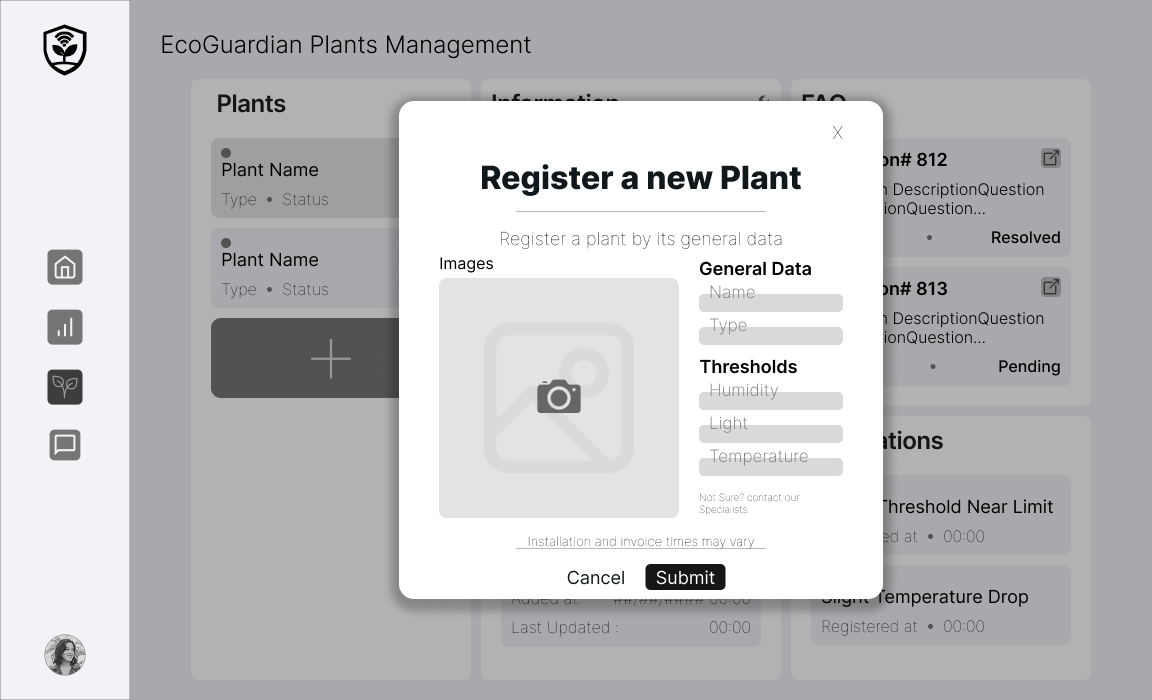 EcoGuardian Plants Management
Plants
Information
FAQ
Plant Name
Type • Status
Plant Name
Type • Status
X
Register a new Plant
Register a plant by its general data
Images
General Data
Name
Type
Thresholds
Humidity
Light
Temperature
Not Sure? contact our
Specialists
Installation and invoice times may vary
Cancel
Submit
on# 812
n DescriptionQuestion
ionQuestion...
• Resolved
on# 813
n DescriptionQuestion
ionQuestion...
• Pending
ations
Threshold Near Limit
ed at • 00:00
Slight Temperature Drop
Registered at • 00:00
Added at: ##/##/#### 00:00
Last Updated : 00:00